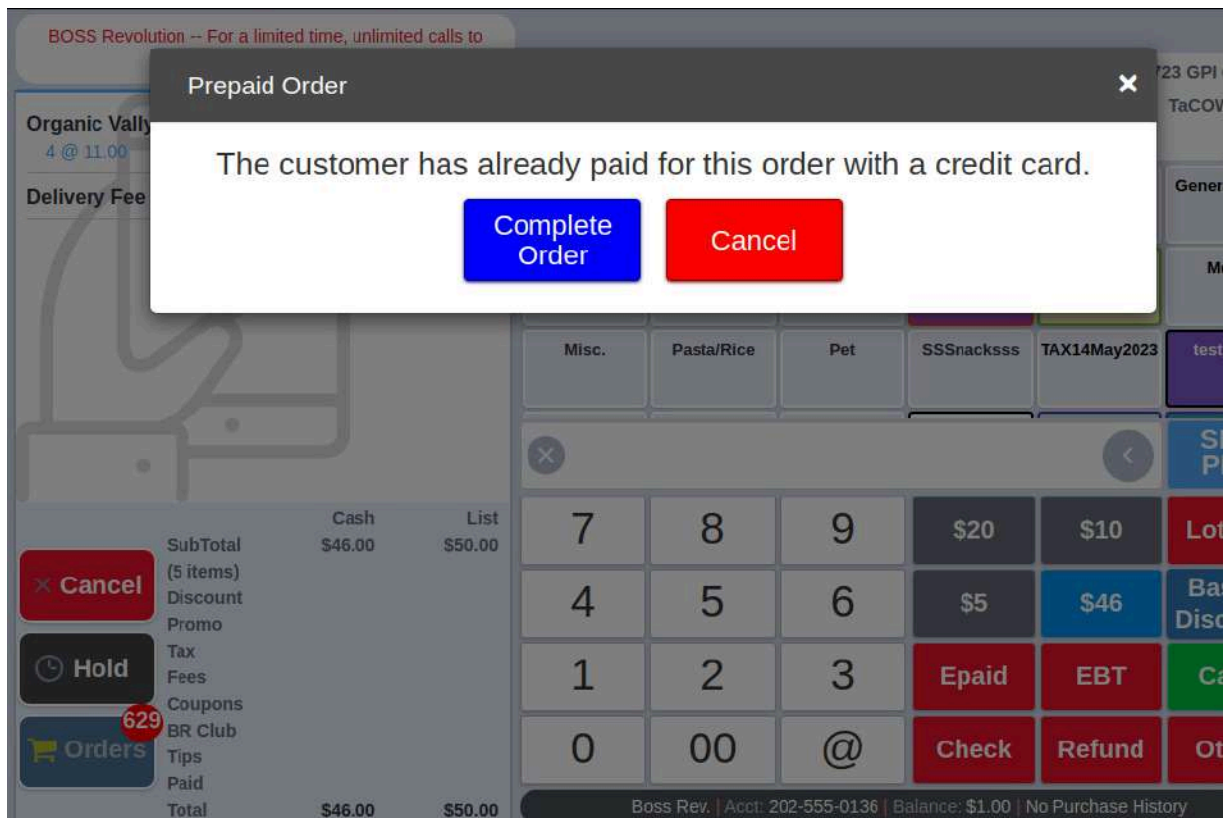 BOSS Revolution -- For a limited time, unlimited calls to
Prepaid Order
The customer has already paid for this order with a credit card.
Complete
Order
Cancel
723 GPI
Organic Vally
4 @ 11.00
Delivery Fee
Misc.
Pasta/Rice
Pet
SSSnacksss
TAX14May2023
test
Cash List
SubTotal $46.00 $50.00
(5 items)
Discount
Promo
Tax
Fees
Coupons
BR Club
Tips
Paid
Total $46.00 $50.00
× Cancel
Hold
629
Orders
7 8 9 $20 $10
4 5 6 $5 $46
1 2 3 Epaid EBT
0 00 @ Check Refund
Boss Rev. | Acct: 202-555-0136 | Balance: $1.00 | No Purchase History